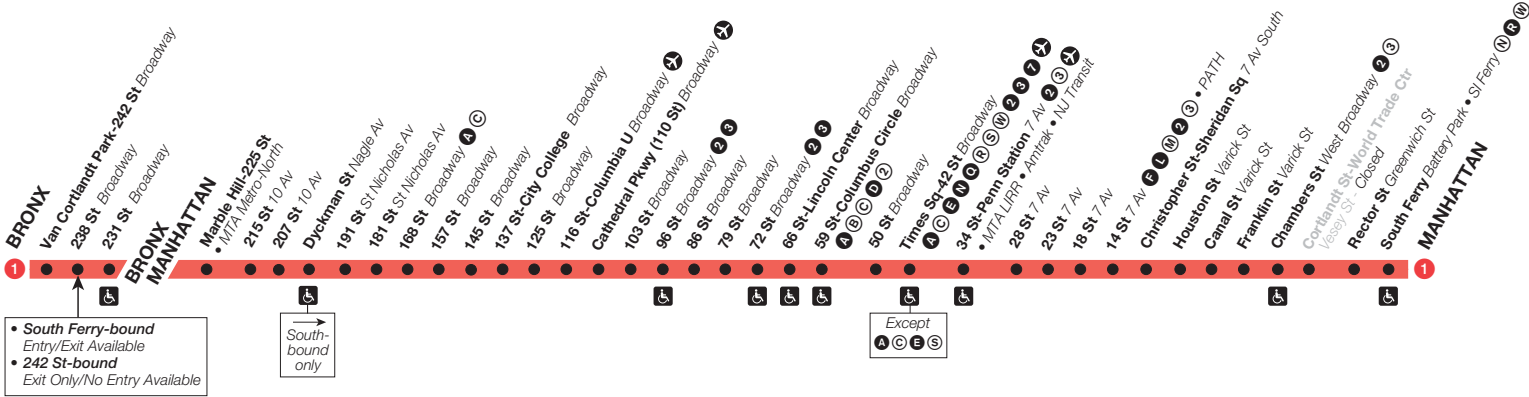 BRONX
Van Cortlandt Park-242 St Broadway
238 St Broadway
231 St Broadway
BRONX
MANHATTAN
Marble Hill-225 St
• MTA Metro-North
215 St 10 Av
207 St 10 Av
Dyckman St Nagle Av
191 St St Nicholas Av
181 St St Nicholas Av
168 St Broadway A C
157 St Broadway
145 St Broadway
137 St-City College Broadway
125 St Broadway
116 St-Columbia U Broadway
Cathedral Pkwy (110 St) Broadway
103 St Broadway
96 St Broadway 2 3
86 St Broadway
79 St Broadway
72 St Broadway 2 3
66 St-Lincoln Center Broadway
59 St-Columbus Circle Broadway
A B C D 2
50 St Broadway
Times Sq-42 St Broadway
A C E N Q R S W 2 3 7
34 St-Penn Station 7 Av 2 3
• MTA LIRR • Amtrak • NJ Transit
28 St 7 Av
23 St 7 Av
18 St 7 Av
14 St 7 Av F L M 2 3 • PATH
Christopher St-Sheridan Sq 7 Av South
Houston St Varick St
Canal St Varick St
Franklin St Varick St
Chambers St West Broadway 2 3
Cortlandt St-World Trade Ctr
Vesey St - Closed
Rector St Greenwich St
South Ferry Battery Park • SI Ferry N R W
MANHATTAN
1
1
• South Ferry-bound
Entry/Exit Available
• 242 St-bound
Exit Only/No Entry Available
South-
bound
only
Except
A C E S